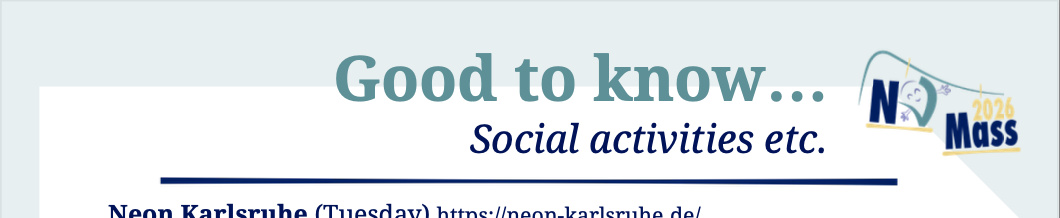 Good to know…
Social activities etc.
NO
2026
Mass
Neon Karlsruhe (Tuesday) https://neon-karlsruhe.de/